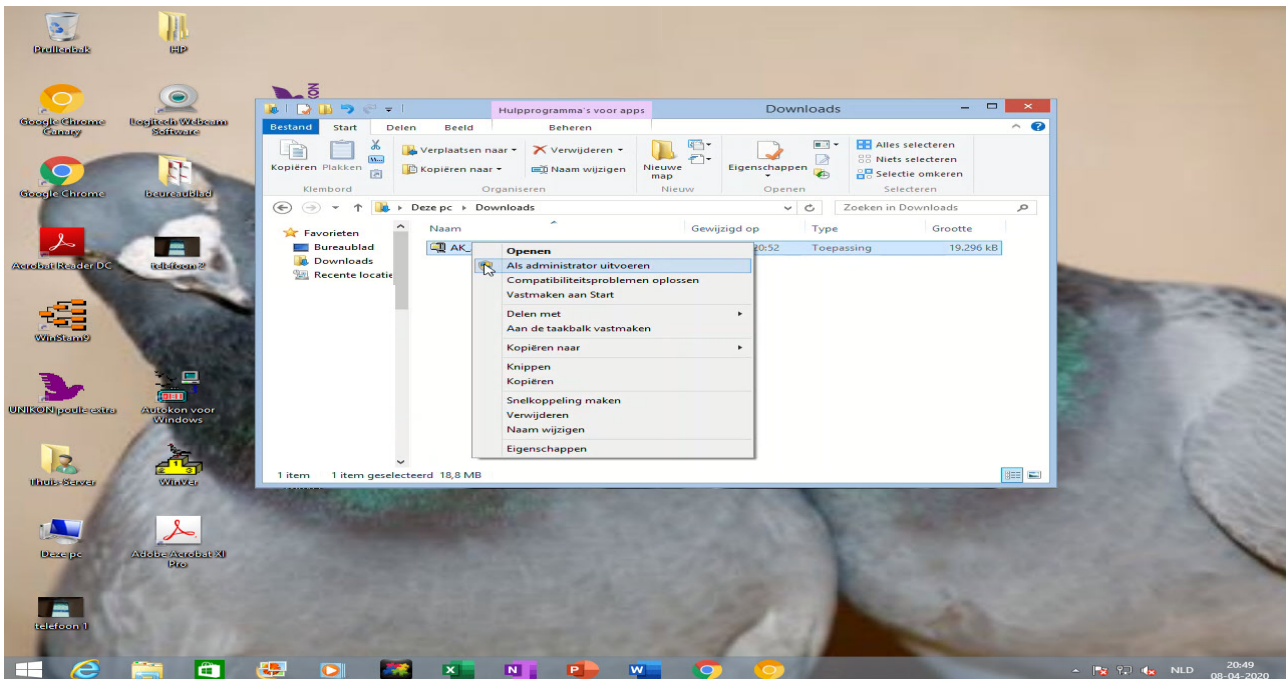 Prullenbak
HP
Google Chrome
Canary
Logitech Webcam
Software
Google Chrome
bureaublad
Acrobat Reader DC
telefoon 2
WinStam9
UNIKON poule extra
Autokon voor
Windows
Thuis-Server
WinVer
Deze pc
Adobe Acrobat XI
Pro
telefoon 1
Hulpprogramma's voor apps
Downloads
Bestand
Start
Delen
Beeld
Beheren
Kopiëren
Plakken
Verplaatsen naar
Kopiëren naar
Verwijderen
Naam wijzigen
Nieuwe
map
Eigenschappen
Alles selecteren
Niets selecteren
Selectie omkeren
Klembord
Organiseren
Nieuw
Openen
Selecteren
Deze pc
Downloads
Zoeken in Downloads
Favorieten
Bureaublad
Downloads
Recente locatie
Naam
Gewijzigd op
Type
Grootte
AK_
20:52
Toepassing
19.296 kB
Openen
Als administrator uitvoeren
Compatibiliteitsproblemen oplossen
Vastmaken aan Start
Delen met
Aan de taakbalk vastmaken
Kopiëren naar
Knippen
Kopiëren
Snelkoppeling maken
Verwijderen
Naam wijzigen
Eigenschappen
1 item
1 item geselecteerd 18,8 MB
NLD
20:49
08-04-2020